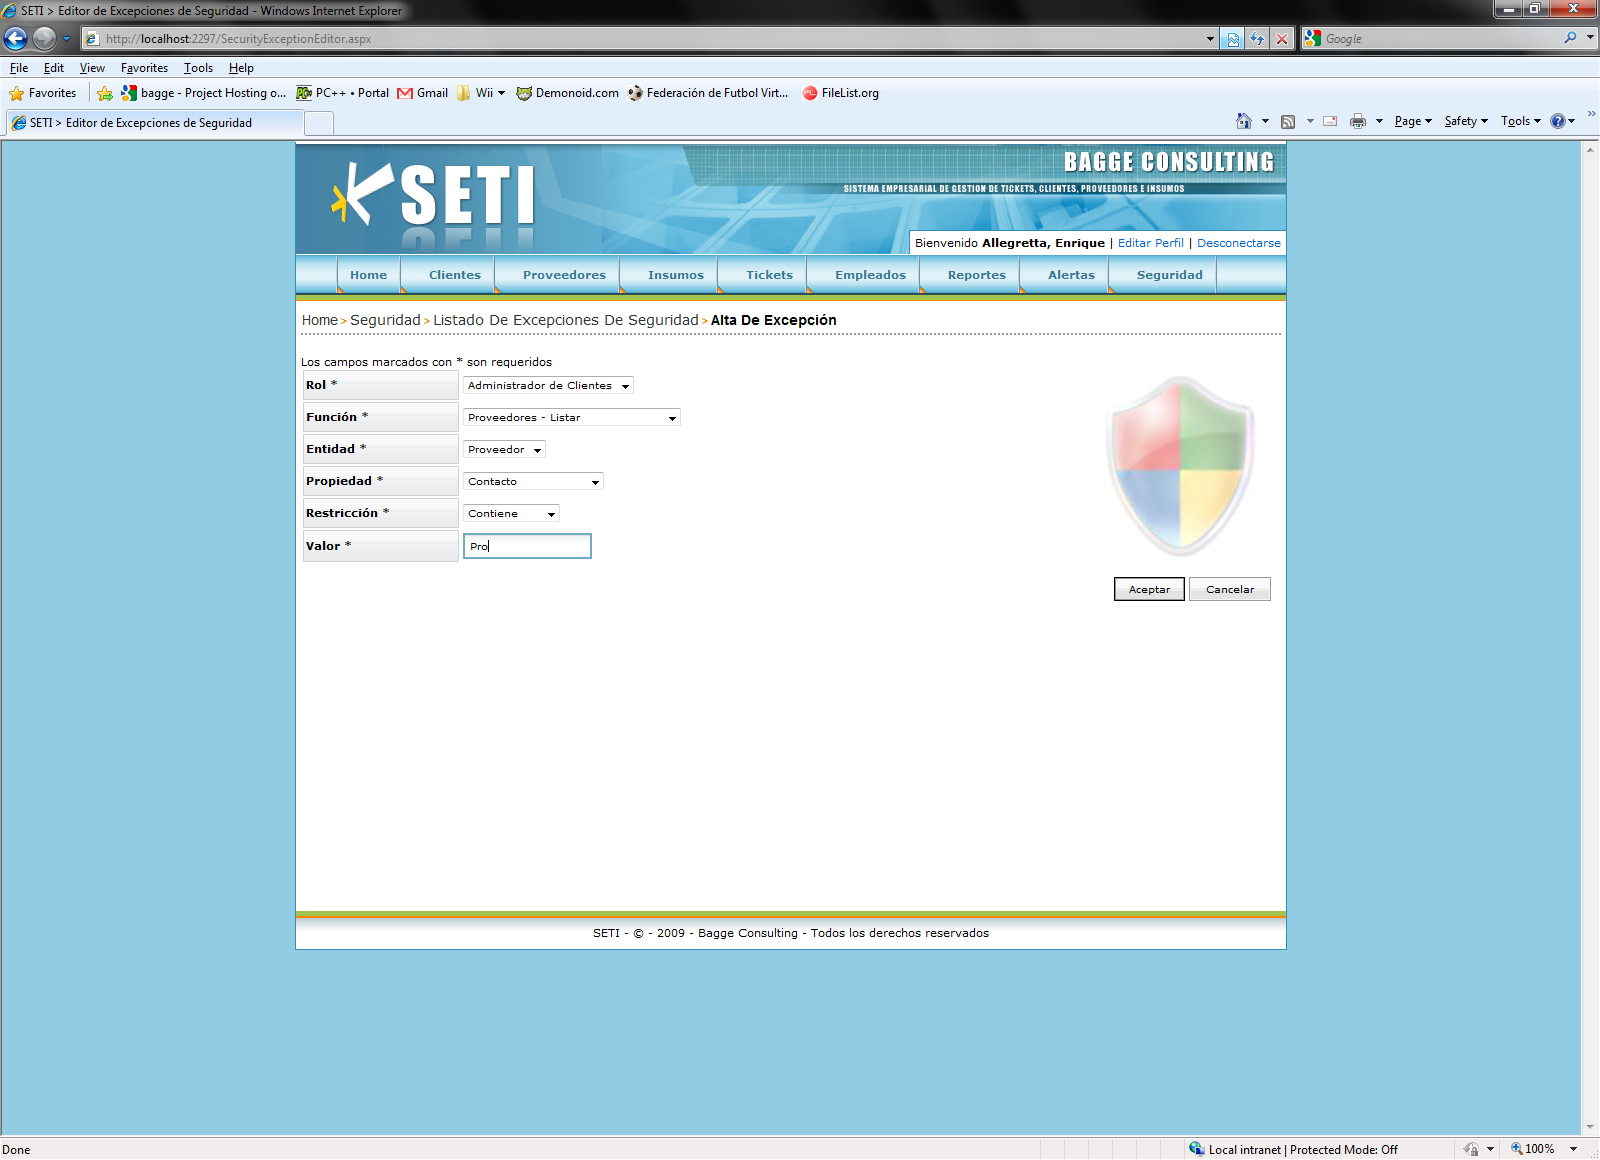 SETI > Editor de Excepciones de Seguridad - Windows Internet Explorer
http://localhost:2297/SecurityExceptionEditor.aspx
Google
File Edit View Favorites Tools Help
Favorites bagge - Project Hosting o... PC++ • Portal Gmail Wii Demonoid.com Federación de Futbol Virt... FileList.org
SETI > Editor de Excepciones de Seguridad
Page Safety Tools
SETI
BAGGE CONSULTING
SISTEMA EMPRESARIAL DE GESTION DE TICKETS, CLIENTES, PROVEEDORES E INSUMOS
Bienvenido Allegretta, Enrique | Editar Perfil | Desconectarse
Home Clientes Proveedores Insumos Tickets Empleados Reportes Alertas Seguridad
Home > Seguridad > Listado De Excepciones De Seguridad > Alta De Excepción
Los campos marcados con * son requeridos
Rol * Administrador de Clientes
Función * Proveedores - Listar
Entidad * Proveedor
Propiedad * Contacto
Restricción * Contiene
Valor * Pro
Aceptar Cancelar
SETI - © - 2009 - Bagge Consulting - Todos los derechos reservados
Done
Local intranet | Protected Mode: Off
100%